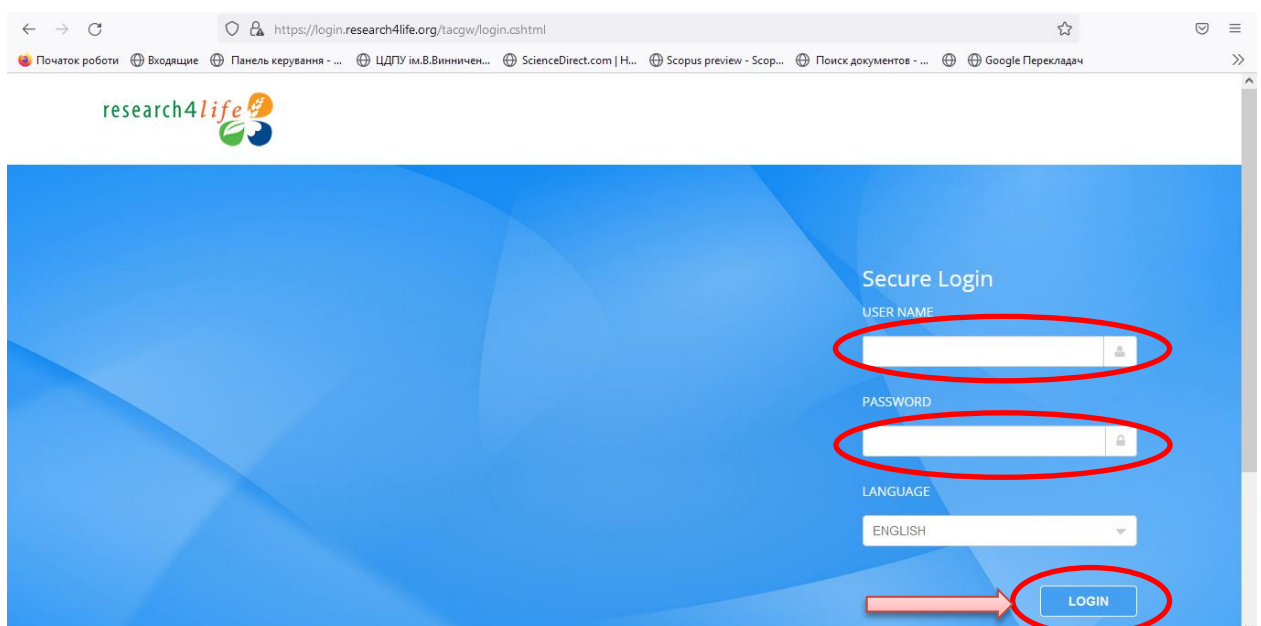 https://login.research4life.org/tacgw/login.cshtml
Початок роботи Входящие Панель керування - ... ЦДПУ ім.В.Винничен... ScienceDirect.com | H... Scopus preview - Scop... Поиск документов - ... Google Перекладач
research4life
Secure Login
USER NAME
PASSWORD
LANGUAGE
ENGLISH
LOGIN